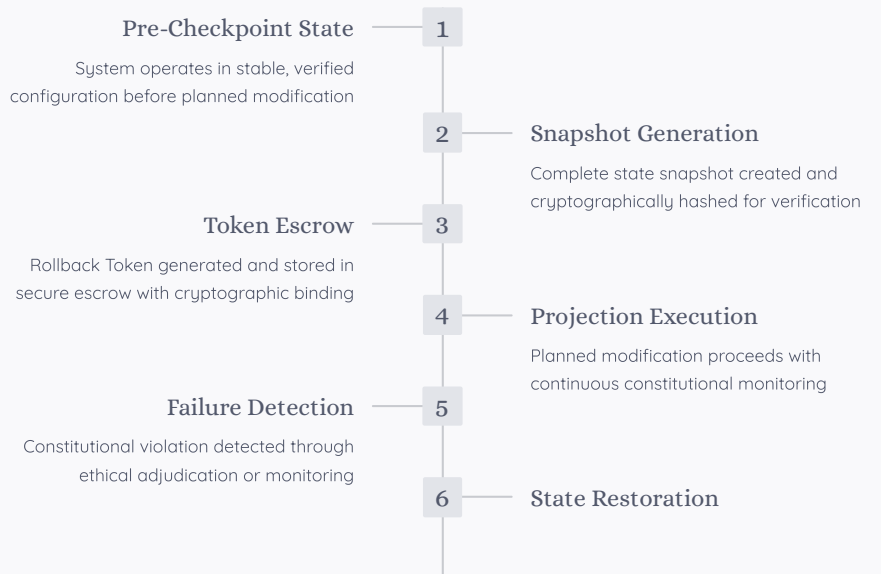 Pre-Checkpoint State
1
System operates in stable, verified
configuration before planned modification
2
Snapshot Generation
Complete state snapshot created and
cryptographically hashed for verification
Token Escrow
3
Rollback Token generated and stored in
secure escrow with cryptographic binding
4
Projection Execution
Planned modification proceeds with
continuous constitutional monitoring
Failure Detection
5
Constitutional violation detected through
ethical adjudication or monitoring
6
State Restoration